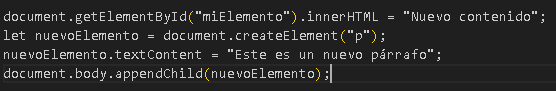 document.getElementById("miElemento").innerHTML = "Nuevo contenido";
let nuevoElemento = document.createElement("p");
nuevoElemento.textContent = "Este es un nuevo párrafo";
document.body.appendChild(nuevoElemento);